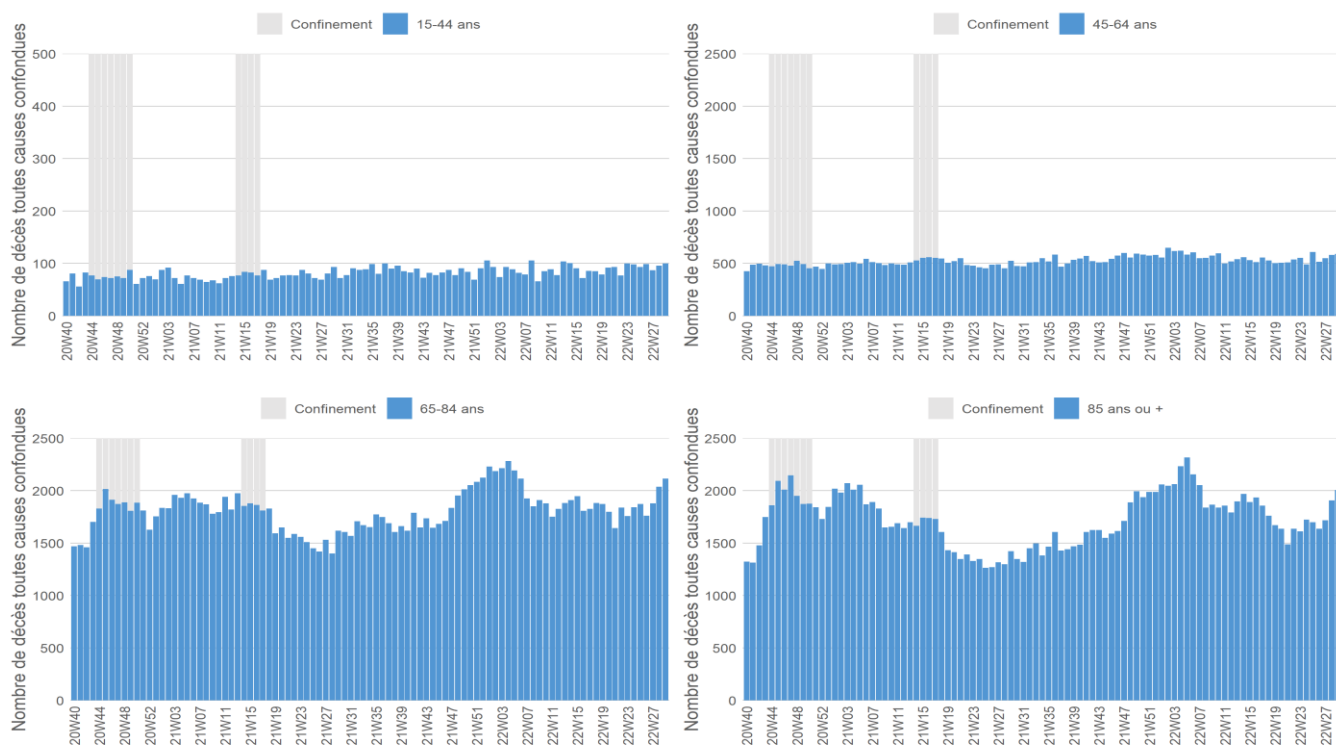 Confinement 15-44 ans
Nombre de décès toutes causes confondues
500
400
300
200
100
0
20W40 20W44 20W48 20W52 21W03 21W07 21W11 21W15 21W19 21W23 21W27 21W31 21W35 21W39 21W43 21W47 21W51 22W03 22W07 22W11 22W15 22W19 22W23 22W27
Confinement 45-64 ans
Nombre de décès toutes causes confondues
2500
2000
1500
1000
500
0
20W40 20W44 20W48 20W52 21W03 21W07 21W11 21W15 21W19 21W23 21W27 21W31 21W35 21W39 21W43 21W47 21W51 22W03 22W07 22W11 22W15 22W19 22W23 22W27
Confinement 65-84 ans
Nombre de décès toutes causes confondues
2500
2000
1500
1000
500
0
20W40 20W44 20W48 20W52 21W03 21W07 21W11 21W15 21W19 21W23 21W27 21W31 21W35 21W39 21W43 21W47 21W51 22W03 22W07 22W11 22W15 22W19 22W23 22W27
Confinement 85 ans ou +
Nombre de décès toutes causes confondues
2500
2000
1500
1000
500
0
20W40 20W44 20W48 20W52 21W03 21W07 21W11 21W15 21W19 21W23 21W27 21W31 21W35 21W39 21W43 21W47 21W51 22W03 22W07 22W11 22W15 22W19 22W23 22W27